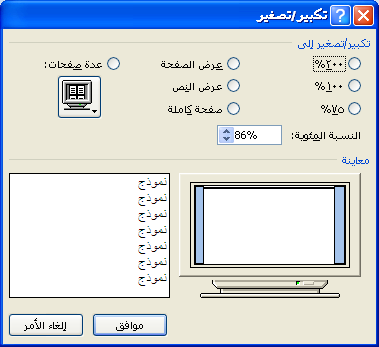 تكبير/تصغير
تكبير/تصغير إلى
%٢٠٠
عرض الصفحة
عدة صفحات:
%١٠٠
عرض النص
%٧٥
صفحة كاملة
النسبة المئوية:
86%
معاينة
نموذج
نموذج
نموذج
نموذج
نموذج
نموذج
نموذج
موافق
إلغاء الأمر